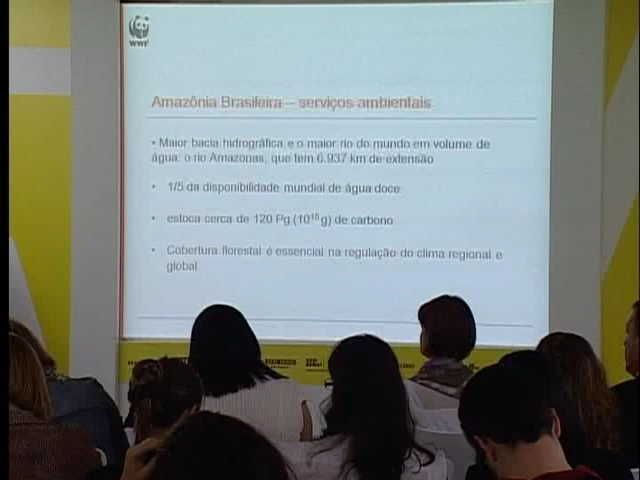 WWF
Amazônia Brasileira – serviços ambientais
• Maior bacia hidrográfica e o maior rio do mundo em volume de
água: o rio Amazonas, que tem 6.937 km de extensão
• 1/5 da disponibilidade mundial de água doce
• estoca cerca de 120 Pg (10¹⁵ g) de carbono
• Cobertura florestal é essencial na regulação do clima regional e
global